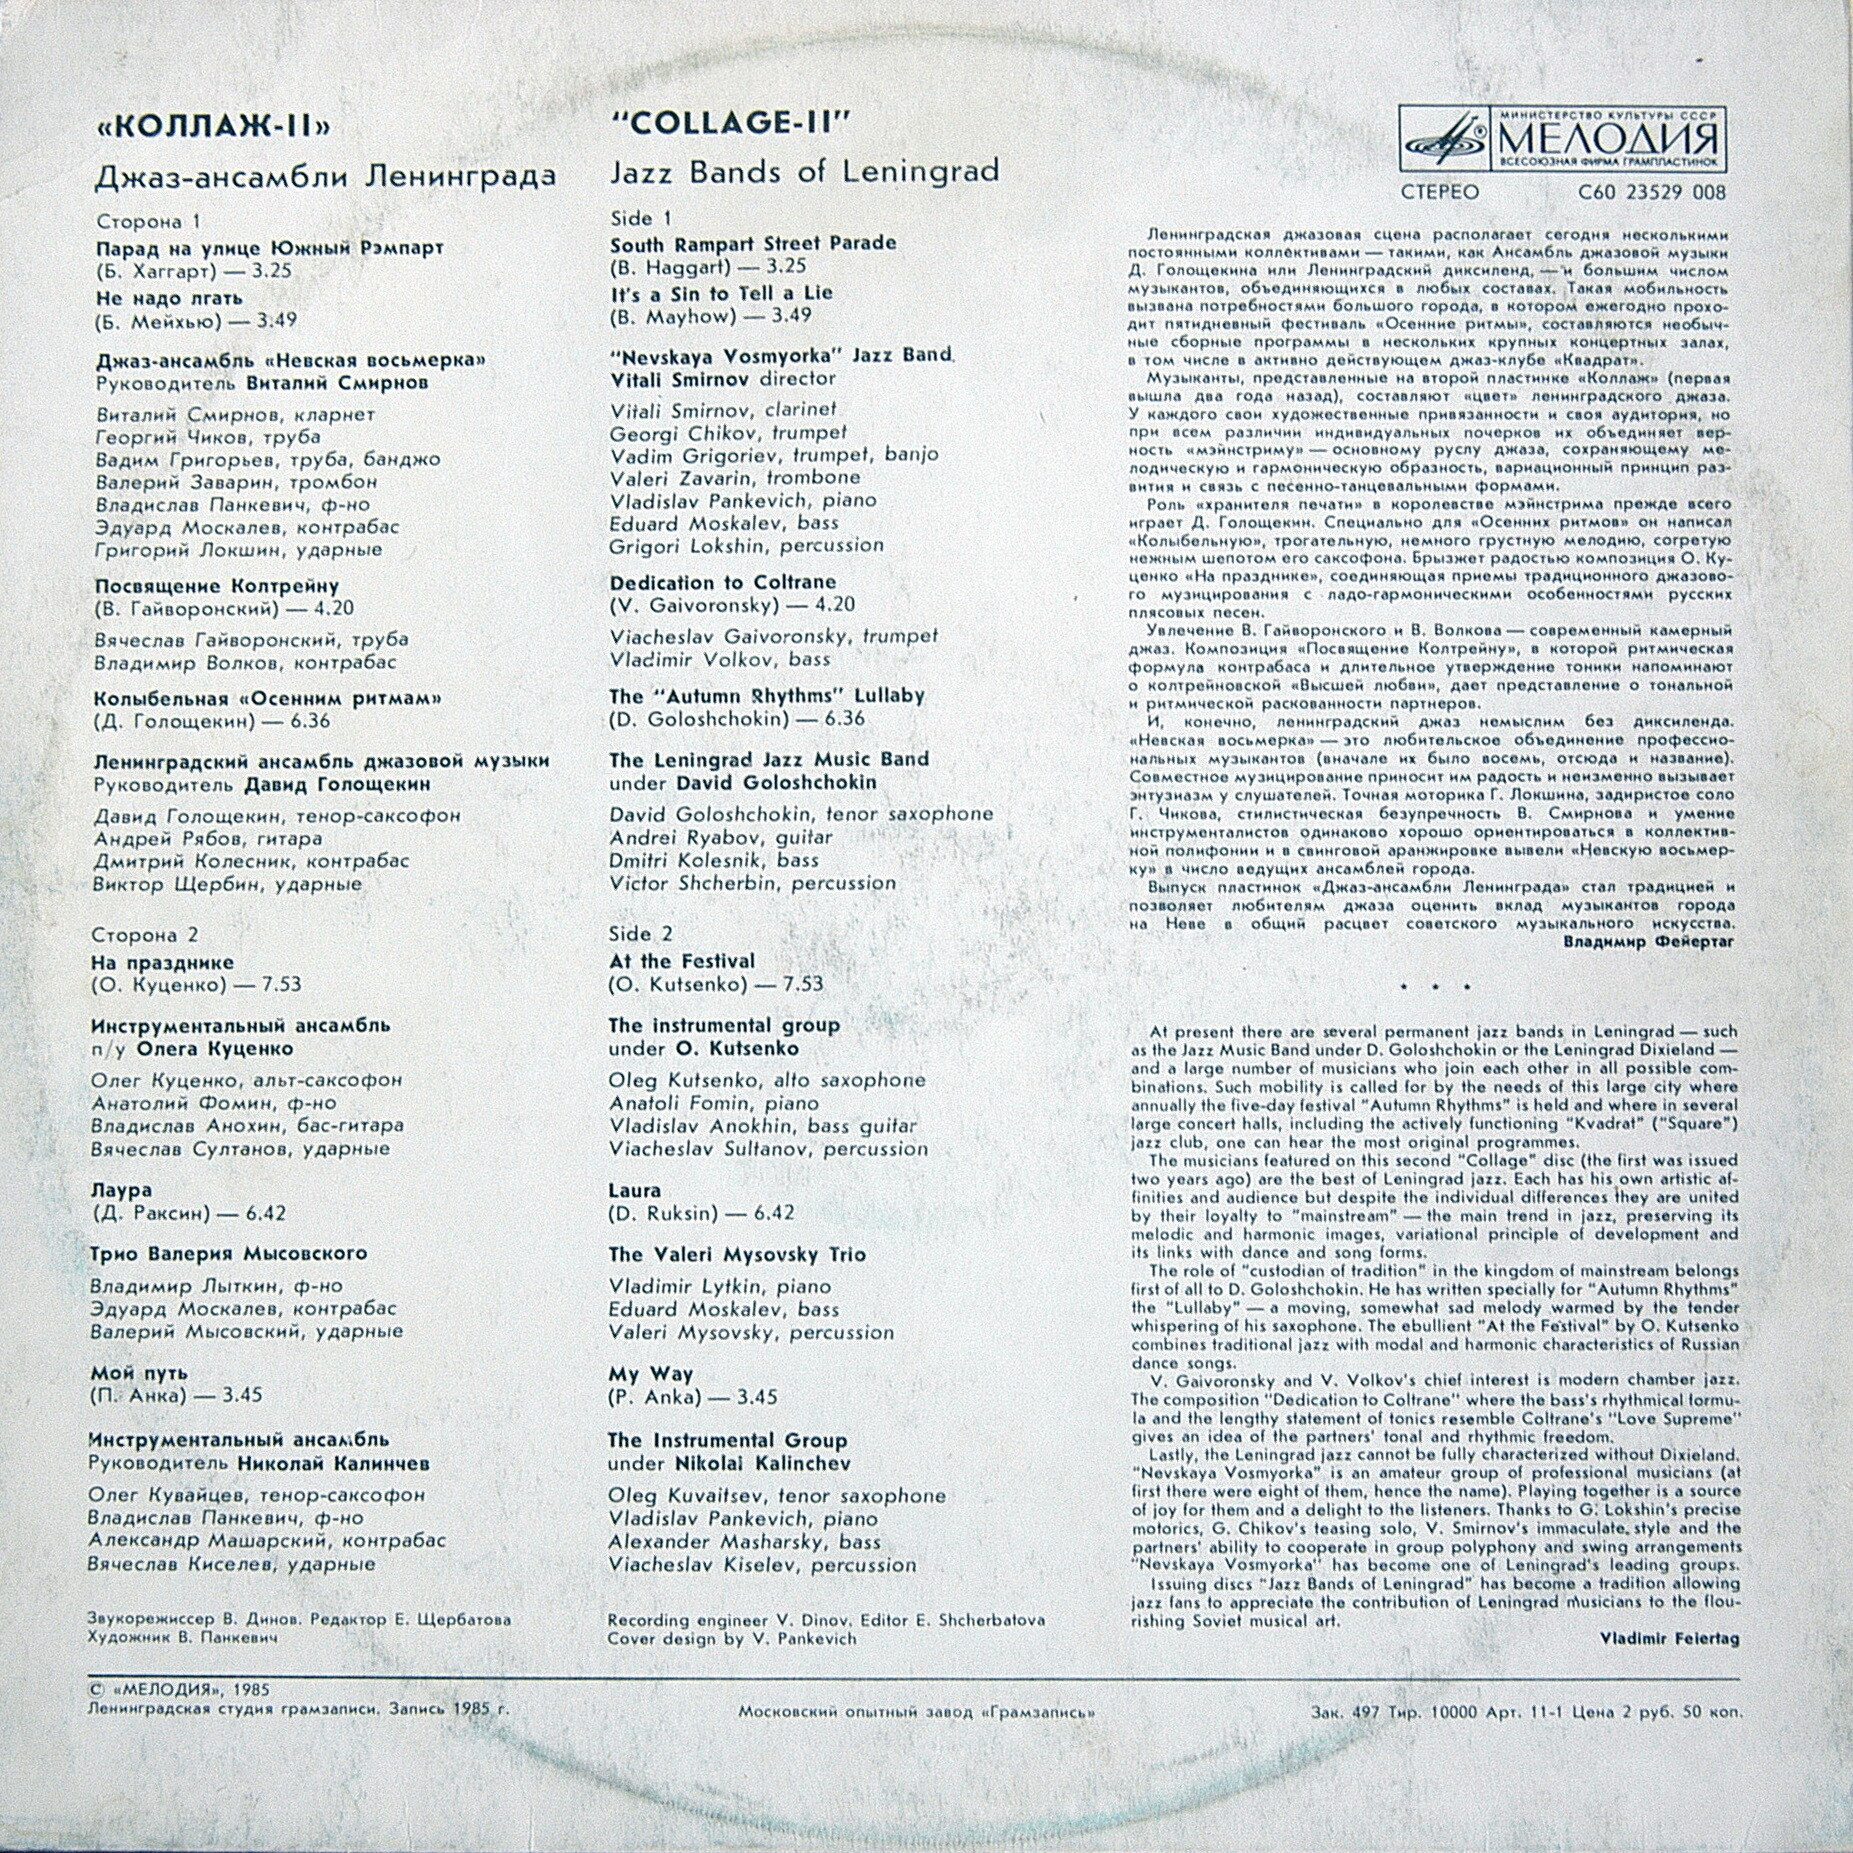 «КОЛЛАЖ-II»
Джаз-ансамбли Ленинграда
Сторона 1
Парад на улице Южный Рэмпарт
(Б. Хаггарт) — 3.25
Не надо лгать
(Б. Мейхью) — 3.49
Джаз-ансамбль «Невская восьмерка»
Руководитель Виталий Смирнов
Виталий Смирнов, кларнет
Георгий Чиков, труба
Вадим Григорьев, труба, банджо
Валерий Заварин, тромбон
Владислав Панкевич, ф-но
Эдуард Москалев, контрабас
Григорий Локшин, ударные
Посвящение Колтрейну
(В. Гайворонский) — 4.20
Вячеслав Гайворонский, труба
Владимир Волков, контрабас
Колыбельная «Осенним ритмам»
(Д. Голощекин) — 6.36
Ленинградский ансамбль джазовой музыки
Руководитель Давид Голощекин
Давид Голощекин, тенор-саксофон
Андрей Рябов, гитара
Дмитрий Колесник, контрабас
Виктор Щербин, ударные
Сторона 2
На празднике
(О. Куценко) — 7.53
Инструментальный ансамбль
п/у Олега Куценко
Олег Куценко, альт-саксофон
Анатолий Фомин, ф-но
Владислав Анохин, бас-гитара
Вячеслав Султанов, ударные
Лаура
(Д. Раксин) — 6.42
Трио Валерия Мысовского
Владимир Лыткин, ф-но
Эдуард Москалев, контрабас
Валерий Мысовский, ударные
Мой путь
(П. Анка) — 3.45
Инструментальный ансамбль
Руководитель Николай Калинчев
Олег Кувайцев, тенор-саксофон
Владислав Панкевич, ф-но
Александр Машарский, контрабас
Вячеслав Киселев, ударные
Звукорежиссер В. Динов. Редактор Е. Щербатова
Художник В. Панкевич
"COLLAGE-II"
Jazz Bands of Leningrad
Side 1
South Rampart Street Parade
(B. Haggart) — 3.25
It's a Sin to Tell a Lie
(B. Mayhow) — 3.49
"Nevskaya Vosmyorka" Jazz Band.
Vitali Smirnov director
Vitali Smirnov, clarinet
Georgi Chikov, trumpet
Vadim Grigoriev, trumpet, banjo
Valeri Zavarin, trombone
Vladislav Pankevich, piano
Eduard Moskalev, bass
Grigori Lokshin, percussion
Dedication to Coltrane
(V. Gaivoronsky) — 4.20
Viacheslav Gaivoronsky, trumpet
Vladimir Volkov, bass
The "Autumn Rhythms" Lullaby
(D. Goloshchokin) — 6.36
The Leningrad Jazz Music Band
under David Goloshchokin
David Goloshchokin, tenor saxophone
Andrei Ryabov, guitar
Dmitri Kolesnik, bass
Victor Shcherbin, percussion
Side 2
At the Festival
(O. Kutsenko) — 7.53
The instrumental group
under O. Kutsenko
Oleg Kutsenko, alto saxophone
Anatoli Fomin, piano
Vladislav Anokhin, bass guitar
Viacheslav Sultanov, percussion
Laura
(D. Ruksin) — 6.42
The Valeri Mysovsky Trio
Vladimir Lytkin, piano
Eduard Moskalev, bass
Valeri Mysovsky, percussion
My Way
(P. Anka) — 3.45
The Instrumental Group
under Nikolai Kalinchev
Oleg Kuvaitsev, tenor saxophone
Vladislav Pankevich, piano
Alexander Masharsky, bass
Viacheslav Kiselev, percussion
Recording engineer V. Dinov. Editor E. Shcherbatova
Cover design by V. Pankevich
МИНИСТЕРСТВО КУЛЬТУРЫ СССР
® МЕЛОДИЯ
ВСЕСОЮЗНАЯ ФИРМА ГРАМПЛАСТИНОК
СТЕРЕО С60 23529 008
Ленинградская джазовая сцена располагает сегодня несколькими
постоянными коллективами — такими, как Ансамбль джазовой музыки
Д. Голощекина или Ленинградский диксиленд, — и большим числом
музыкантов, объединяющихся в любых составах. Такая мобильность
вызвана потребностями большого города, в котором ежегодно прохо-
дит пятидневный фестиваль «Осенние ритмы», составляются необыч-
ные сборные программы в нескольких крупных концертных залах,
в том числе в активно действующем джаз-клубе «Квадрат».
Музыканты, представленные на второй пластинке «Коллаж» (первая
вышла два года назад), составляют «цвет» ленинградского джаза.
У каждого свои художественные привязанности и своя аудитория, но
при всем различии индивидуальных почерков их объединяет вер-
ность «мэйнстриму» — основному руслу джаза, сохраняющему ме-
лодическую и гармоническую образность, вариационный принцип раз-
вития и связь с песенно-танцевальными формами.
Роль «хранителя печати» в королевстве мэйнстрима прежде всего
играет Д. Голощекин. Специально для «Осенних ритмов» он написал
«Колыбельную», трогательную, немного грустную мелодию, согретую
нежным шепотом его саксофона. Брызжет радостью композиция О. Ку-
ценко «На празднике», соединяющая приемы традиционного джазово-
го музицирования с ладо-гармоническими особенностями русских
плясовых песен.
Увлечение В. Гайворонского и В. Волкова — современный камерный
джаз. Композиция «Посвящение Колтрейну», в которой ритмическая
формула контрабаса и длительное утверждение тоники напоминают
о колтрейновской «Высшей любви», дает представление о тональной
и ритмической раскованности партнеров.
И, конечно, ленинградский джаз немыслим без диксиленда.
«Невская восьмерка» — это любительское объединение профессио-
нальных музыкантов (вначале их было восемь, отсюда и название).
Совместное музицирование приносит им радость и неизменно вызывает
энтузиазм у слушателей. Точная моторика Г. Локшина, задиристое соло
Г. Чикова, стилистическая безупречность В. Смирнова и умение
инструменталистов одинаково хорошо ориентироваться в коллектив-
ной полифонии и в свинговой аранжировке вывели «Невскую восьмер-
ку» в число ведущих ансамблей города.
Выпуск пластинок «Джаз-ансамбли Ленинграда» стал традицией и
позволяет любителям джаза оценить вклад музыкантов города
на Неве в общий расцвет советского музыкального искусства.
Владимир Фейертаг
* * *
At present there are several permanent jazz bands in Leningrad — such
as the Jazz Music Band under D. Goloshchokin or the Leningrad Dixieland —
and a large number of musicians who join each other in all possible com-
binations. Such mobility is called for by the needs of this large city where
annually the five-day festival "Autumn Rhythms" is held and where in several
large concert halls, including the actively functioning "Kvadrat" ("Square")
jazz club, one can hear the most original programmes.
The musicians featured on this second "Collage" disc (the first was issued
two years ago) are the best of Leningrad jazz. Each has his own artistic af-
finities and audience but despite the individual differences they are united
by their loyalty to "mainstream" — the main trend in jazz, preserving its
melodic and harmonic images, variational principle of development and
its links with dance and song forms.
The role of "custodian of tradition" in the kingdom of mainstream belongs
first of all to D. Goloshchokin. He has written specially for "Autumn Rhythms"
the "Lullaby" — a moving, somewhat sad melody warmed by the tender
whispering of his saxophone. The ebullient "At the Festival" by O. Kutsenko
combines traditional jazz with modal and harmonic characteristics of Russian
dance songs.
V. Gaivoronsky and V. Volkov's chief interest is modern chamber jazz.
The composition "Dedication to Coltrane" where the bass's rhythmical formu-
la and the lengthy statement of tonics resemble Coltrane's "Love Supreme"
gives an idea of the partners' tonal and rhythmic freedom.
Lastly, the Leningrad jazz cannot be fully characterized without Dixieland.
"Nevskaya Vosmyorka" is an amateur group of professional musicians (at
first there were eight of them, hence the name). Playing together is a source
of joy for them and a delight to the listeners. Thanks to G. Lokshin's precise
motorics, G. Chikov's teasing solo, V. Smirnov's immaculate style and the
partners' ability to cooperate in group polyphony and swing arrangements
"Nevskaya Vosmyorka" has become one of Leningrad's leading groups.
Issuing discs "Jazz Bands of Leningrad" has become a tradition allowing
jazz fans to appreciate the contribution of Leningrad musicians to the flou-
rishing Soviet musical art.
Vladimir Feiertag
© «МЕЛОДИЯ», 1985
Ленинградская студия грамзаписи. Запись 1985 г.
Московский опытный завод «Грамзапись»
Зак. 497 Тир. 10000 Арт. 11-1 Цена 2 руб. 50 коп.